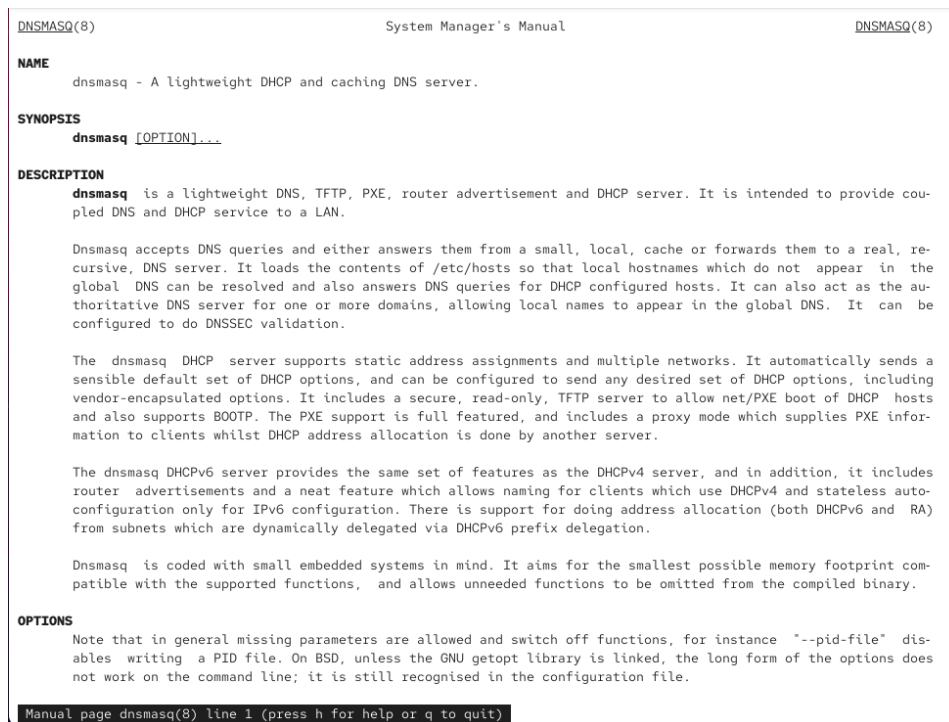 DNSMASQ(8) System Manager's Manual DNSMASQ(8)
NAME
dnsmasq - A lightweight DHCP and caching DNS server.
SYNOPSIS
dnsmasq [OPTION]...
DESCRIPTION
dnsmasq is a lightweight DNS, TFTP, PXE, router advertisement and DHCP server. It is intended to provide cou-
pled DNS and DHCP service to a LAN.
Dnsmasq accepts DNS queries and either answers them from a small, local, cache or forwards them to a real, re-
cursive, DNS server. It loads the contents of /etc/hosts so that local hostnames which do not appear in the
global DNS can be resolved and also answers DNS queries for DHCP configured hosts. It can also act as the au-
thoritative DNS server for one or more domains, allowing local names to appear in the global DNS. It can be
configured to do DNSSEC validation.
The dnsmasq DHCP server supports static address assignments and multiple networks. It automatically sends a
sensible default set of DHCP options, and can be configured to send any desired set of DHCP options, including
vendor-encapsulated options. It includes a secure, read-only, TFTP server to allow net/PXE boot of DHCP hosts
and also supports BOOTP. The PXE support is full featured, and includes a proxy mode which supplies PXE infor-
mation to clients whilst DHCP address allocation is done by another server.
The dnsmasq DHCPv6 server provides the same set of features as the DHCPv4 server, and in addition, it includes
router advertisements and a neat feature which allows naming for clients which use DHCPv4 and stateless auto-
configuration only for IPv6 configuration. There is support for doing address allocation (both DHCPv6 and RA)
from subnets which are dynamically delegated via DHCPv6 prefix delegation.
Dnsmasq is coded with small embedded systems in mind. It aims for the smallest possible memory footprint com-
patible with the supported functions, and allows unneeded functions to be omitted from the compiled binary.
OPTIONS
Note that in general missing parameters are allowed and switch off functions, for instance "--pid-file" dis-
ables writing a PID file. On BSD, unless the GNU getopt library is linked, the long form of the options does
not work on the command line; it is still recognised in the configuration file.
Manual page dnsmasq(8) line 1 (press h for help or q to quit)